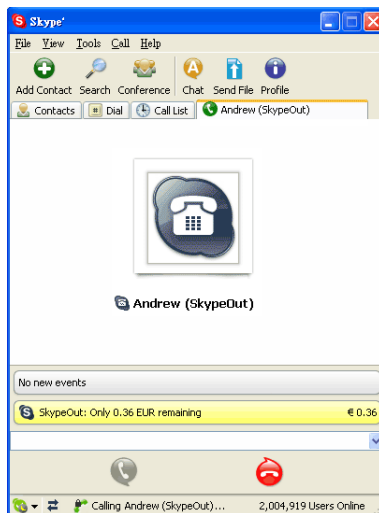 Skype™
File View Tools Call Help
Add Contact Search Conference Chat Send File Profile
Contacts Dial Call List Andrew (SkypeOut)
Andrew (SkypeOut)
No new events
SkypeOut: Only 0.36 EUR remaining € 0.36
Calling Andrew (SkypeOut)... 2,004,919 Users Online